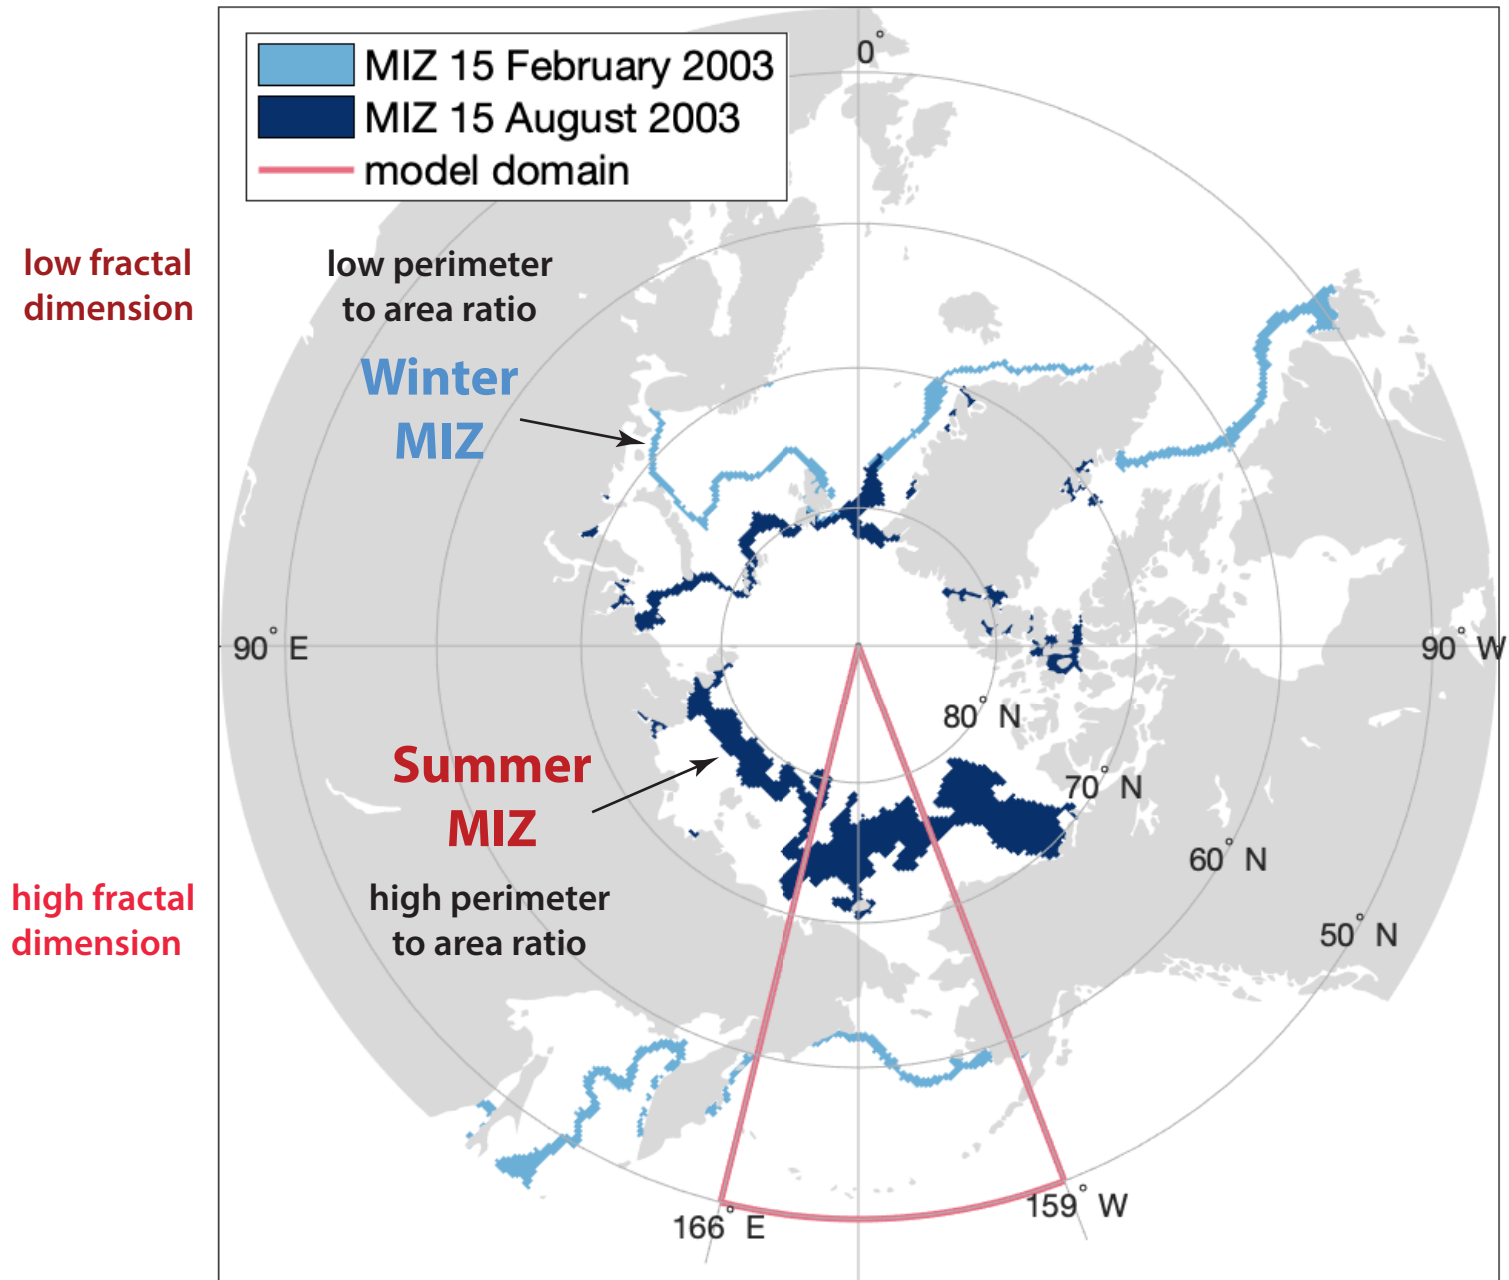 MIZ 15 February 2003
MIZ 15 August 2003
model domain
0°
low fractal
dimension
low perimeter
to area ratio
Winter
MIZ
90° E
90° W
80° N
Summer
MIZ
70° N
60° N
high fractal
dimension
high perimeter
to area ratio
50° N
159° W
166° E